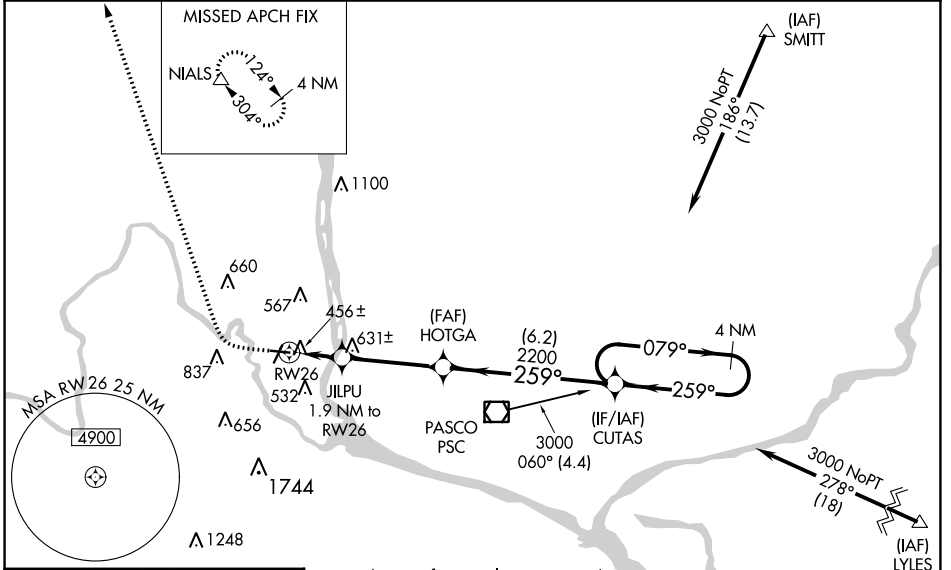 MISSED APCH FIX
NIALS
124°
4 NM
304°
(IAF)
SMITT
3000 NoPT
186°
(13.7)
1100
660
567
456±
631±
(FAF)
HOTGA
(6.2)
2200
259°
4 NM
079°
259°
837
RW26
532
JILPU
1.9 NM to
RW26
PASCO
PSC
(IF/IAF)
CUTAS
3000
060° (4.4)
MSA RW26 25 NM
4900
656
1744
1248
3000 NoPT
278°
(18)
(IAF)
LYLES